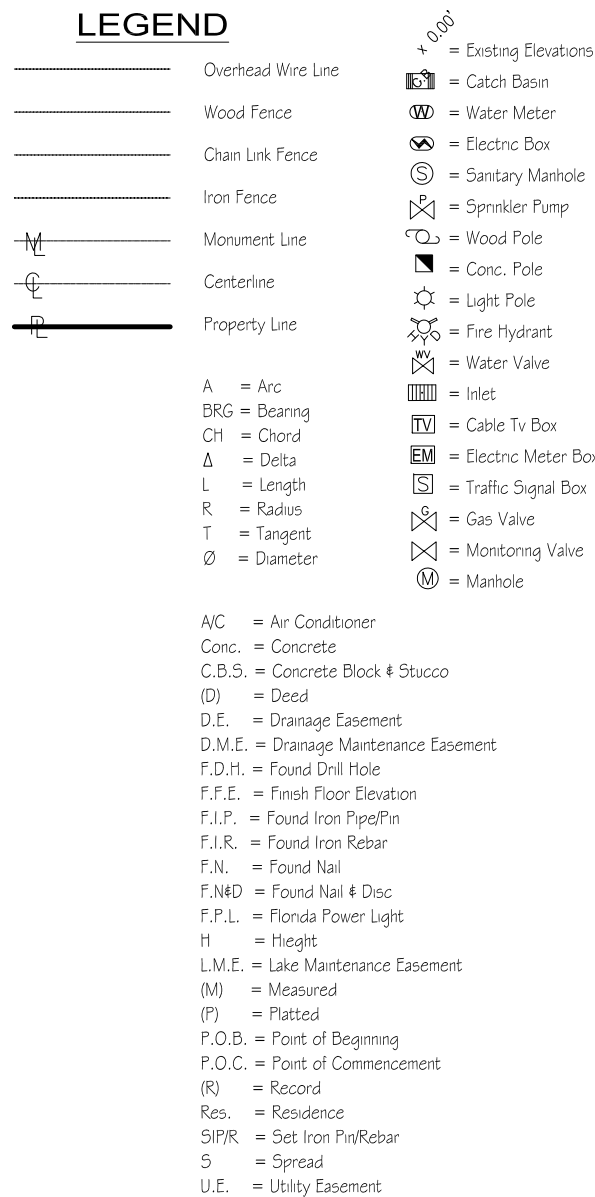 LEGEND
Overhead Wire Line
Wood Fence
Chain Link Fence
Iron Fence
ML Monument Line
CL Centerline
PL Property Line
A = Arc
BRG = Bearing
CH = Chord
Δ = Delta
L = Length
R = Radius
T = Tangent
Ø = Diameter
x 0.00' = Existing Elevations
C.B. = Catch Basin
W = Water Meter
= Electric Box
S = Sanitary Manhole
P = Sprinkler Pump
= Wood Pole
= Conc. Pole
= Light Pole
= Fire Hydrant
WV = Water Valve
= Inlet
TV = Cable Tv Box
EM = Electric Meter Box
S = Traffic Signal Box
G = Gas Valve
= Monitoring Valve
M = Manhole
A/C = Air Conditioner
Conc. = Concrete
C.B.S. = Concrete Block & Stucco
(D) = Deed
D.E. = Drainage Easement
D.M.E. = Drainage Maintenance Easement
F.D.H. = Found Drill Hole
F.F.E. = Finish Floor Elevation
F.I.P. = Found Iron Pipe/Pin
F.I.R. = Found Iron Rebar
F.N. = Found Nail
F.N&D = Found Nail & Disc
F.P.L. = Florida Power Light
H = Hieght
L.M.E. = Lake Maintenance Easement
(M) = Measured
(P) = Platted
P.O.B. = Point of Beginning
P.O.C. = Point of Commencement
(R) = Record
Res. = Residence
SIP/R = Set Iron Pin/Rebar
S = Spread
U.E. = Utility Easement